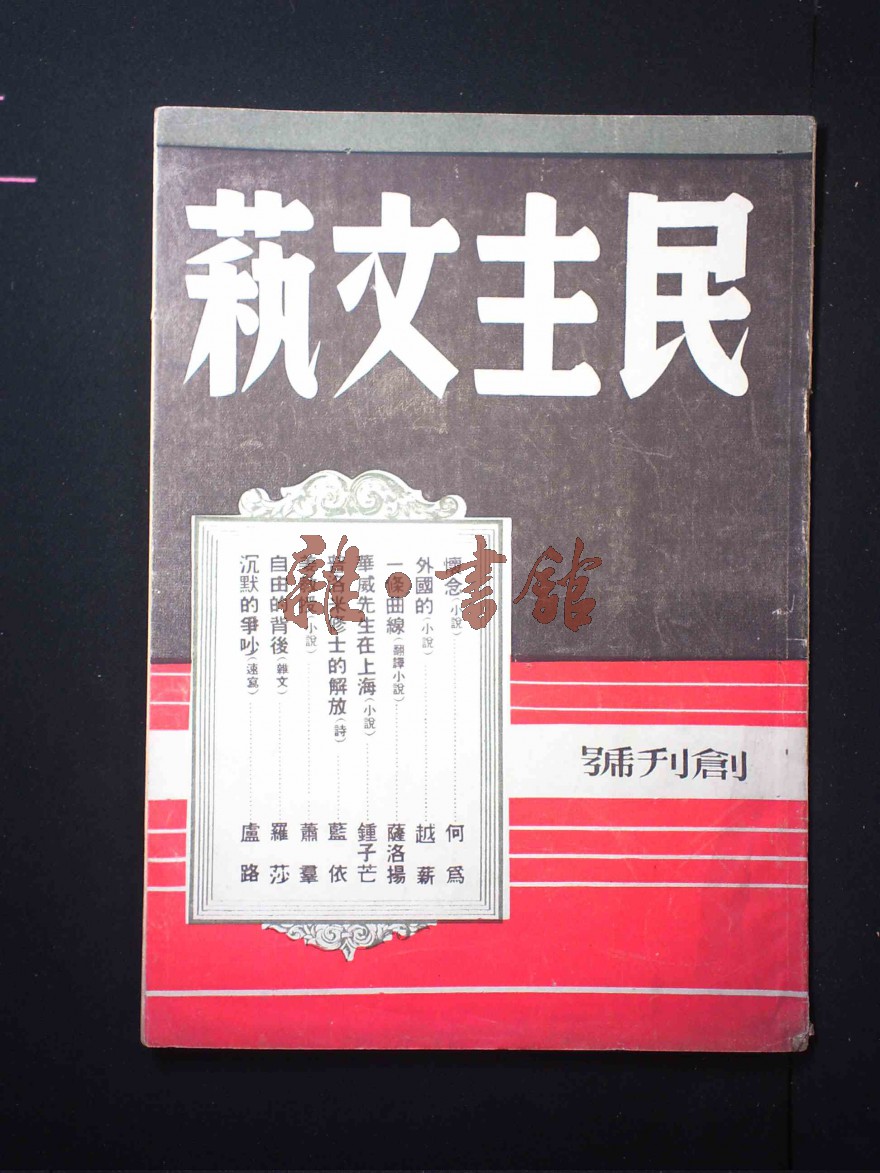 民主文萟
創刊號
懷念(小說)……何為
外國的(小說)……越薪
一條曲線(翻譯小說)……薩洛揚
華威先生在上海(小說)……鍾子芒
米修士的解放(詩)……藍依
(小說)……蕭羣
自由的背後(雜文)……羅莎
沉默的爭吵(速寫)……盧路
雜·書館